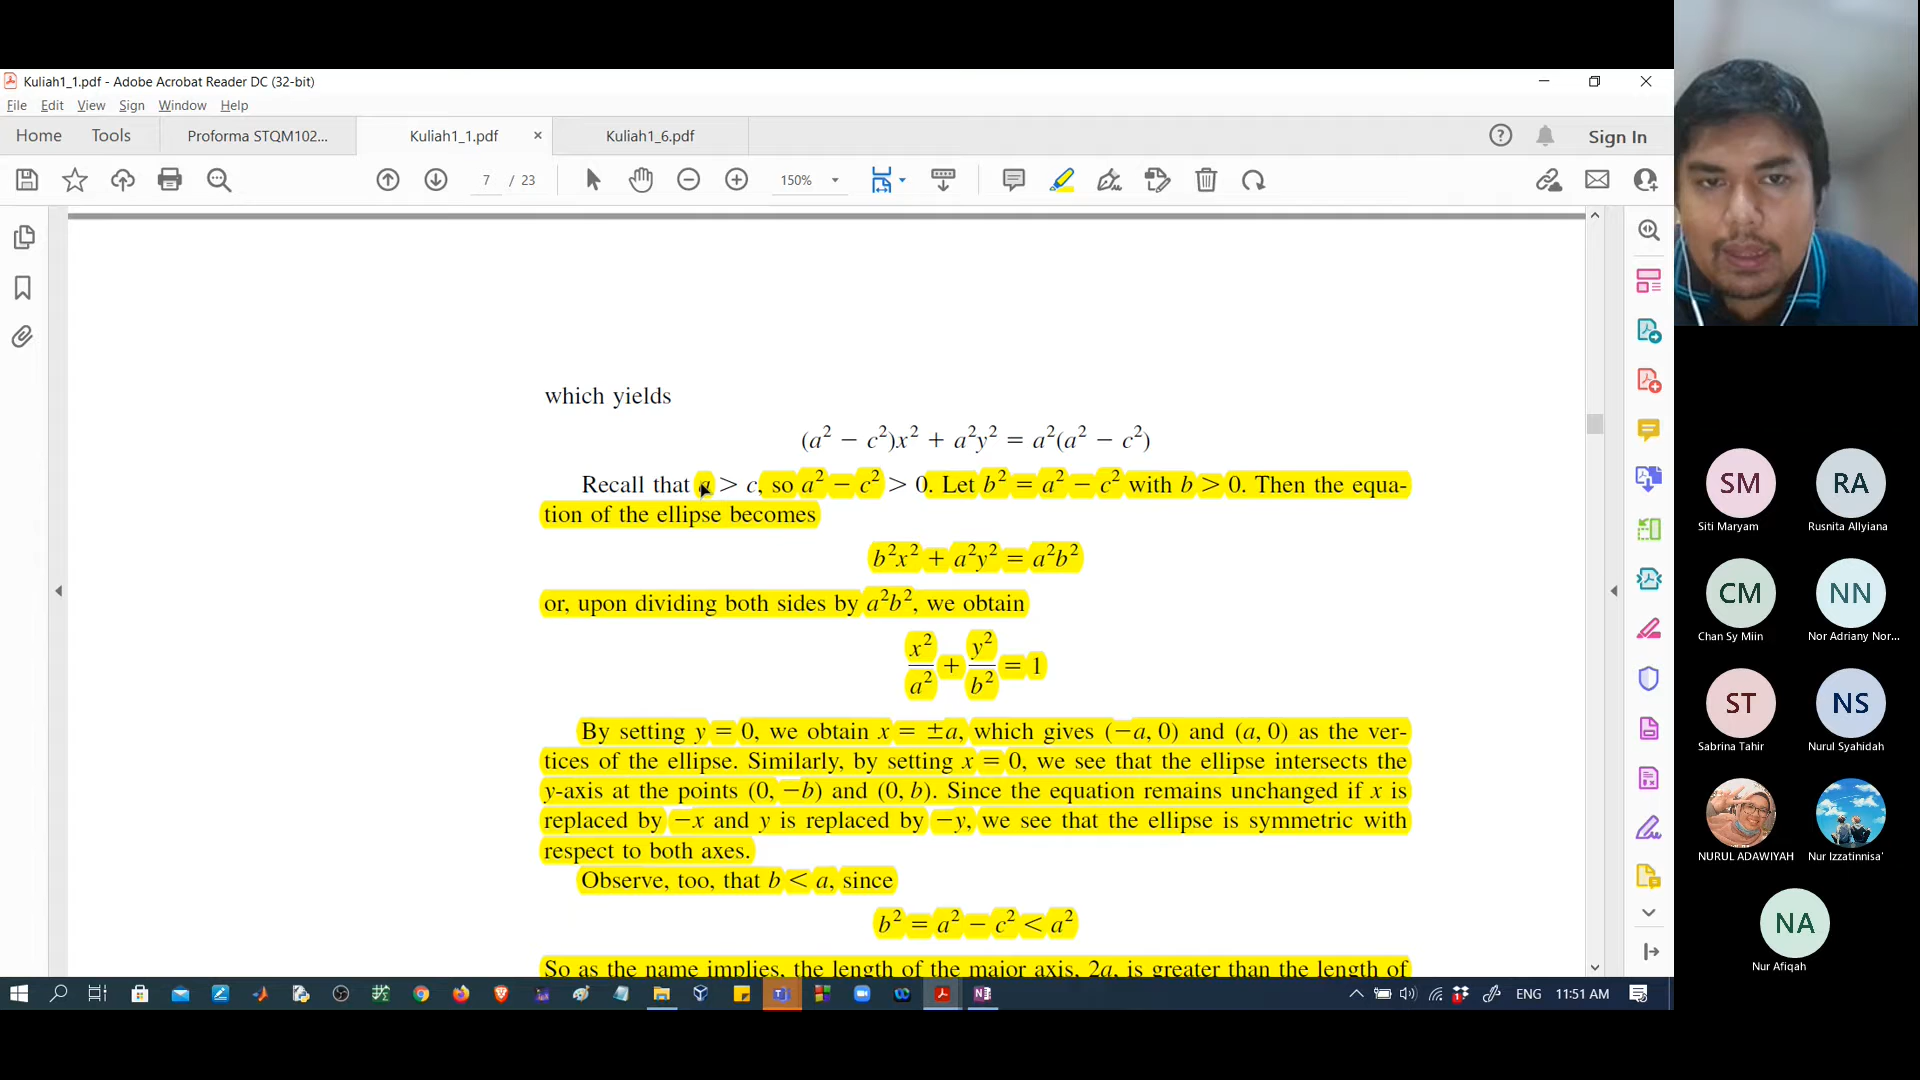 Kuliah1_1.pdf - Adobe Acrobat Reader DC (32-bit)
File Edit View Sign Window Help
Home Tools Proforma STQM102... Kuliah1_1.pdf Kuliah1_6.pdf Sign In
7 / 23 150%
which yields
(a² − c²)x² + a²y² = a²(a² − c²)
Recall that a > c, so a² − c² > 0. Let b² = a² − c² with b > 0. Then the equa-
tion of the ellipse becomes
b²x² + a²y² = a²b²
or, upon dividing both sides by a²b², we obtain
x²/a² + y²/b² = 1
By setting y = 0, we obtain x = ±a, which gives (−a, 0) and (a, 0) as the ver-
tices of the ellipse. Similarly, by setting x = 0, we see that the ellipse intersects the
y-axis at the points (0, −b) and (0, b). Since the equation remains unchanged if x is
replaced by −x and y is replaced by −y, we see that the ellipse is symmetric with
respect to both axes.
Observe, too, that b < a, since
b² = a² − c² < a²
So as the name implies, the length of the major axis, 2a, is greater than the length of
ENG 11:51 AM
SM RA
Siti Maryam Rusnita Allyiana
CM NN
Chan Sy Miin Nor Adriany Nor...
ST NS
Sabrina Tahir Nurul Syahidah
NURUL ADAWIYAH Nur Izzatinnisa'
NA
Nur Afiqah